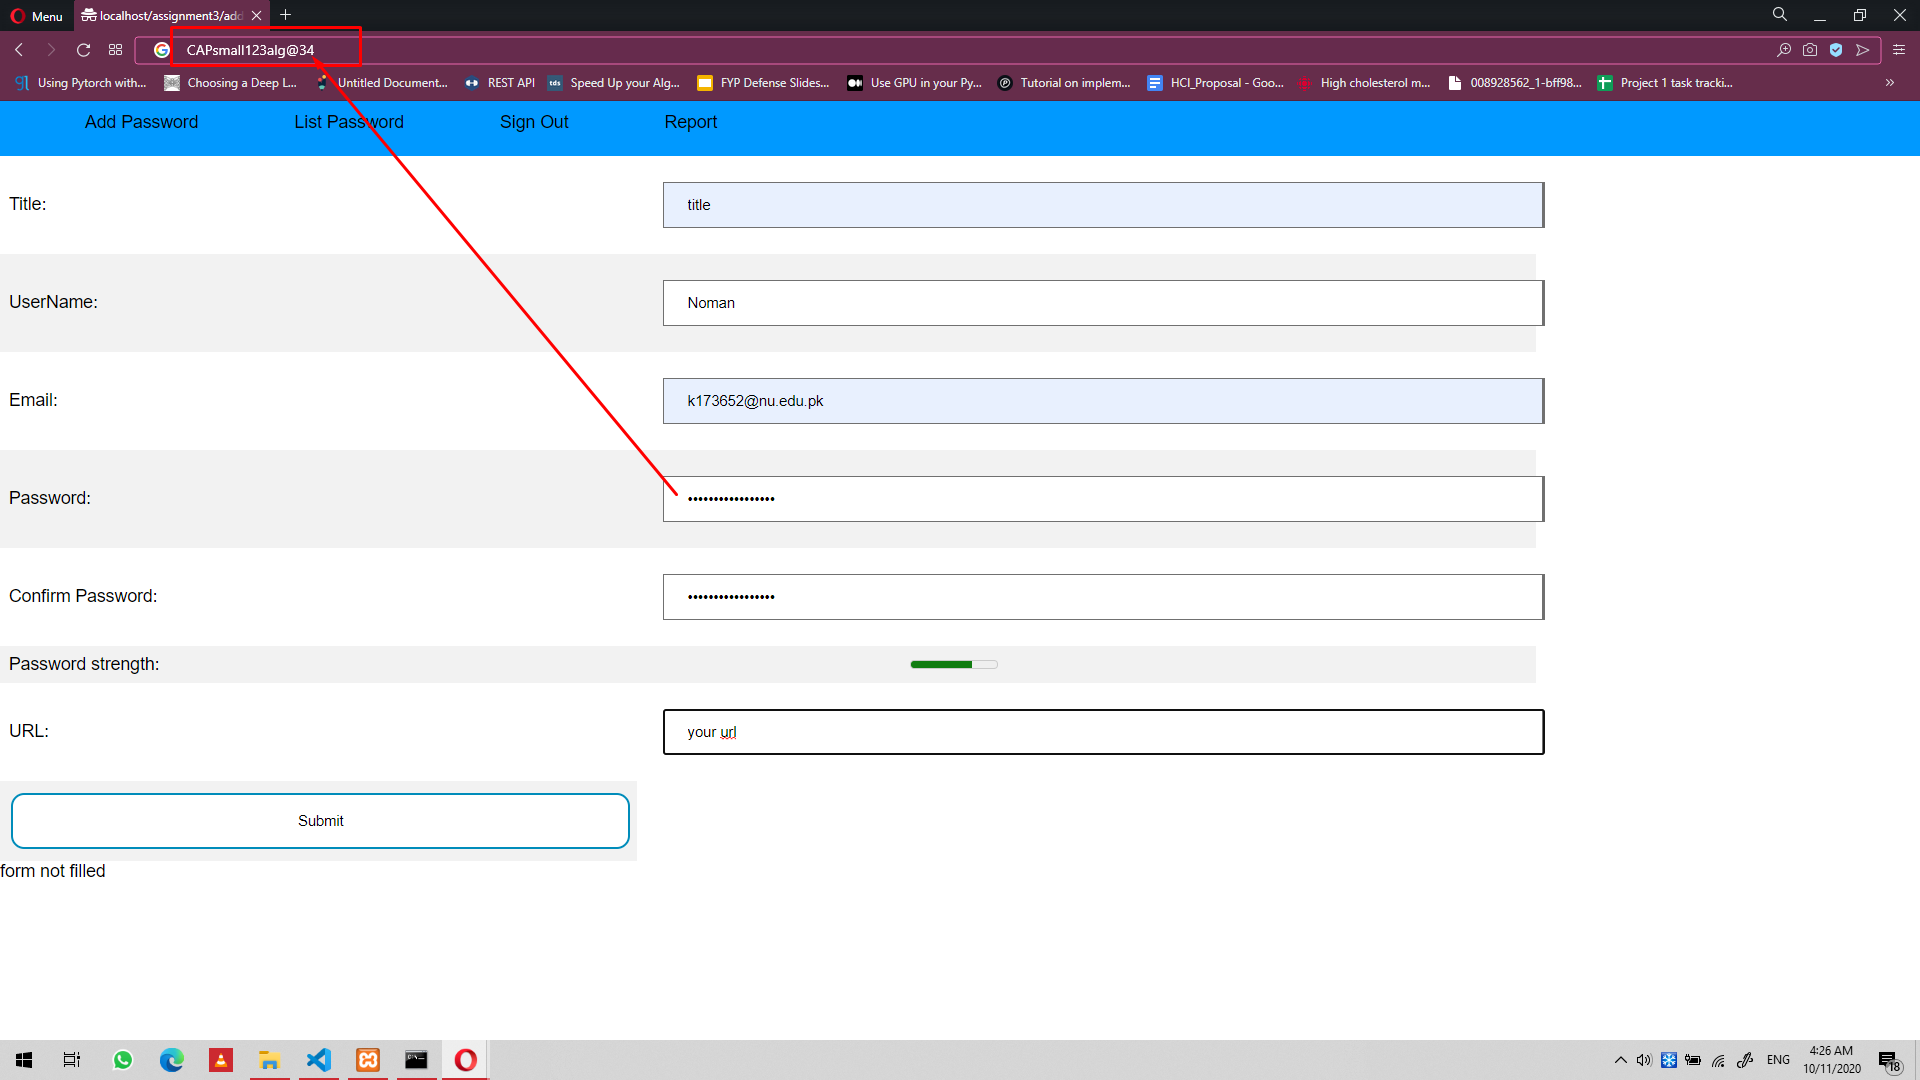 Menu
localhost/assignment3/add
CAPsmall123alg@34
Using Pytorch with...
Choosing a Deep L...
Untitled Document...
REST API
tds
Speed Up your Alg...
FYP Defense Slides...
Use GPU in your Py...
Tutorial on implem...
HCI_Proposal - Goo...
High cholesterol m...
008928562_1-bff98...
Project 1 task tracki...
»
Add Password
List Password
Sign Out
Report
Title:
title
UserName:
Noman
Email:
k173652@nu.edu.pk
Password:
•••••••••••••••••
Confirm Password:
•••••••••••••••••
Password strength:
URL:
your url
Submit
form not filled
ENG
4:26 AM
10/11/2020
18